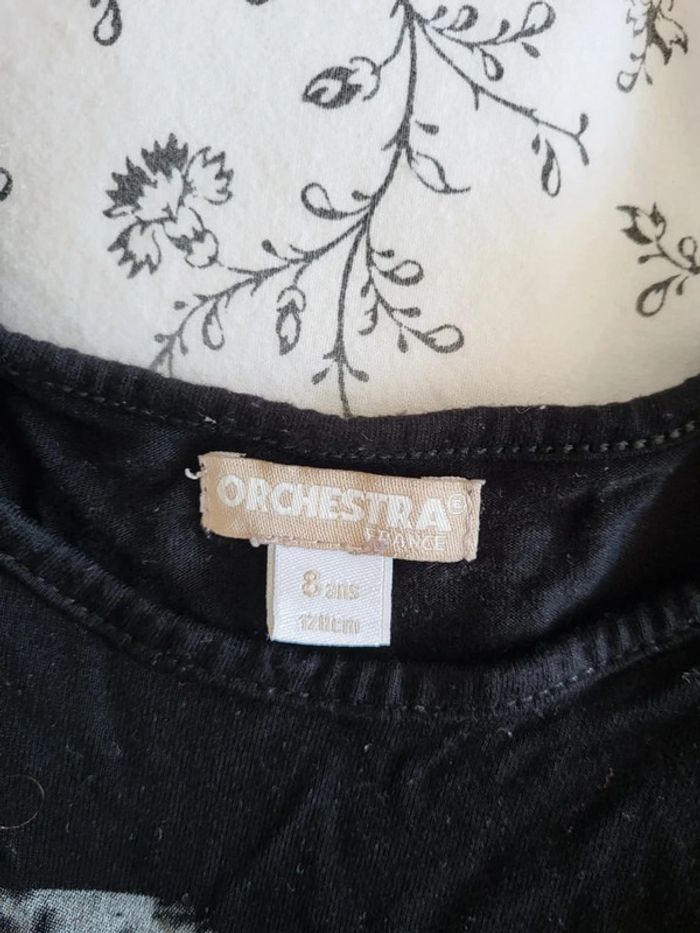 ORCHESTRA®
FRANCE
8 ans
128cm